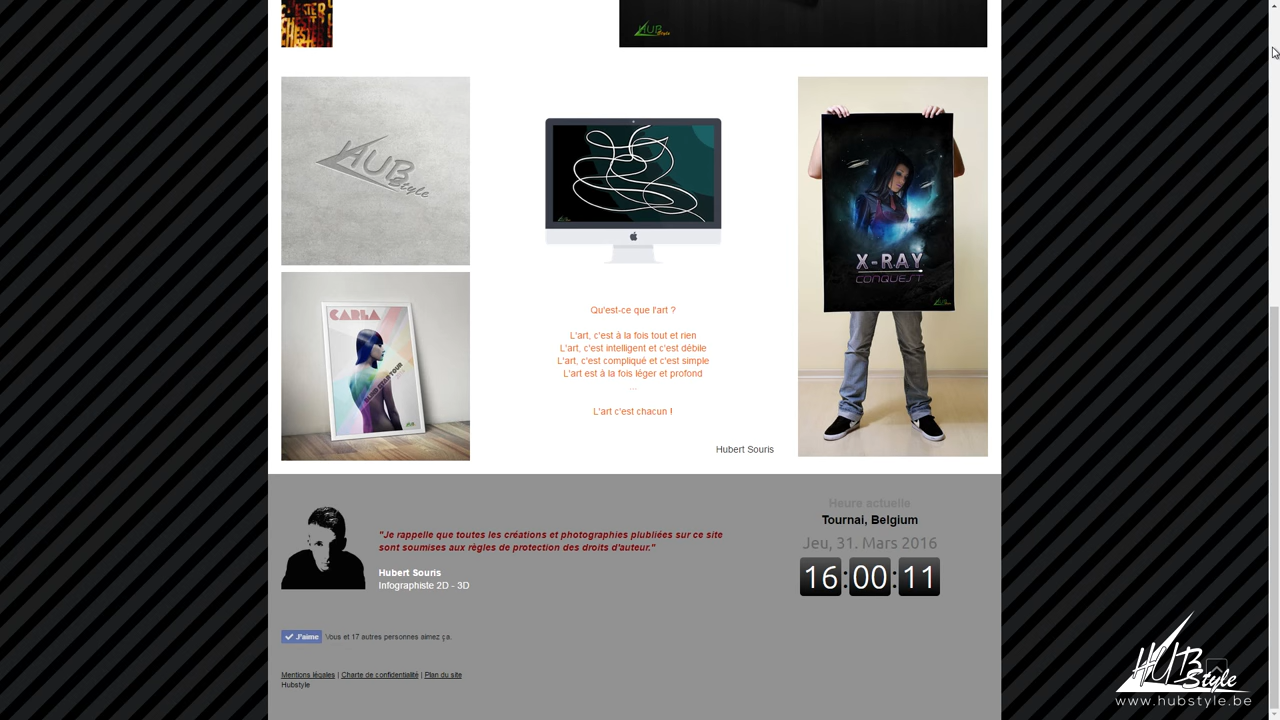 HUB
Style
HUB
Style
CARLA
Qu'est-ce que l'art ?
L'art, c'est à la fois tout et rien
L'art, c'est intelligent et c'est débile
L'art, c'est compliqué et c'est simple
L'art est à la fois léger et profond
...
L'art c'est chacun !
Hubert Souris
X-RAY
CONQUEST
"Je rappelle que toutes les créations et photographies plubliées sur ce site
sont soumises aux règles de protection des droits d'auteur."
Hubert Souris
Infographiste 2D - 3D
Heure actuelle
Tournai, Belgium
Jeu, 31. Mars 2016
16:00:11
J'aime Vous et 17 autres personnes aimez ça.
Mentions légales | Charte de confidentialité | Plan du site
Hubstyle
HUB
Style
www.hubstyle.be